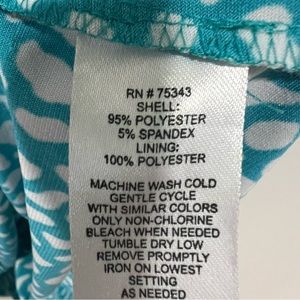 RN # 75343
SHELL:
95% POLYESTER
5% SPANDEX
LINING:
100% POLYESTER
MACHINE WASH COLD
GENTLE CYCLE
WITH SIMILAR COLORS
ONLY NON-CHLORINE
BLEACH WHEN NEEDED
TUMBLE DRY LOW
REMOVE PROMPTLY
IRON ON LOWEST
SETTING
AS NEEDED